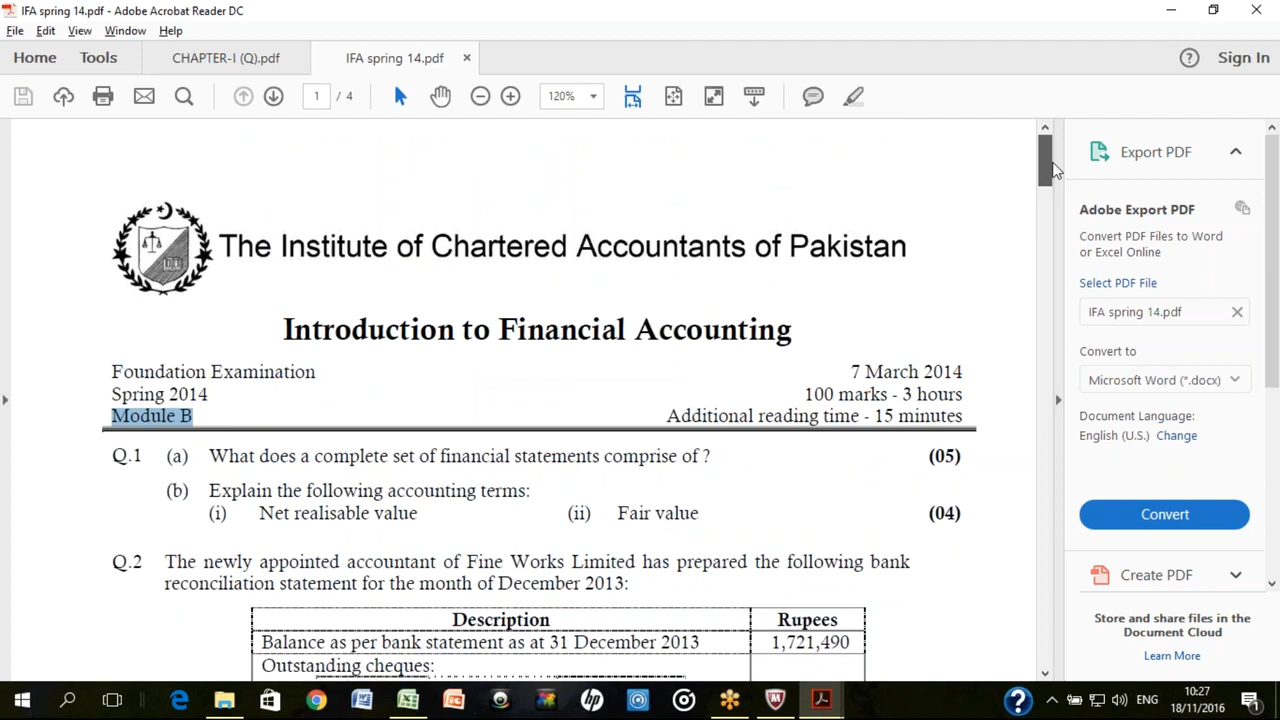 IFA spring 14.pdf - Adobe Acrobat Reader DC
File Edit View Window Help
Home Tools CHAPTER-I (Q).pdf IFA spring 14.pdf × Sign In
1 / 4 120%
Export PDF
Adobe Export PDF
Convert PDF Files to Word
or Excel Online
Select PDF File
IFA spring 14.pdf
Convert to
Microsoft Word (*.docx)
Document Language:
English (U.S.) Change
Convert
Create PDF
Store and share files in the
Document Cloud
Learn More
The Institute of Chartered Accountants of Pakistan
Introduction to Financial Accounting
Foundation Examination 7 March 2014
Spring 2014 100 marks - 3 hours
Module B Additional reading time - 15 minutes
Q.1 (a) What does a complete set of financial statements comprise of ? (05)
(b) Explain the following accounting terms:
(i) Net realisable value (ii) Fair value (04)
Q.2 The newly appointed accountant of Fine Works Limited has prepared the following bank
reconciliation statement for the month of December 2013:
Description Rupees
Balance as per bank statement as at 31 December 2013 1,721,490
Outstanding cheques:
ENG 10:27
18/11/2016